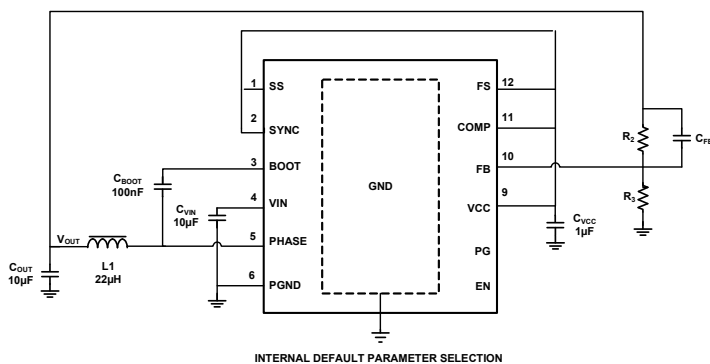 1
SS
2
SYNC
3
BOOT
4
VIN
5
PHASE
6
PGND
GND
12
FS
11
COMP
10
FB
9
VCC
PG
EN
CBOOT
100nF
CVIN
10µF
VOUT
L1
22µH
COUT
10µF
CVCC
1µF
R2
R3
CFB
INTERNAL DEFAULT PARAMETER SELECTION